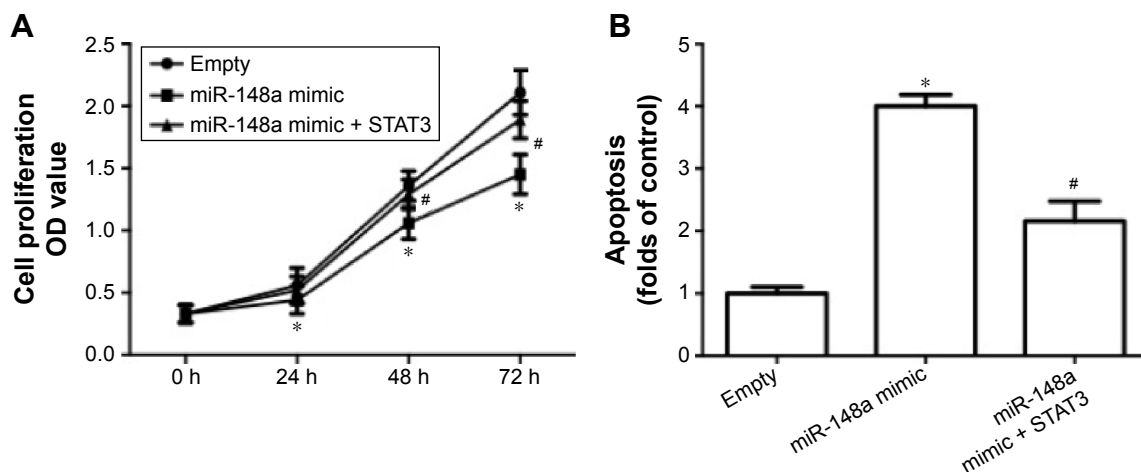 A
Cell proliferation
OD value
2.5
2.0
1.5
1.0
0.5
0.0
Empty
miR-148a mimic
miR-148a mimic + STAT3
*
*
#
*
#
0 h
24 h
48 h
72 h
B
Apoptosis
(folds of control)
5
4
3
2
1
0
*
#
Empty
miR-148a mimic
miR-148a
mimic + STAT3